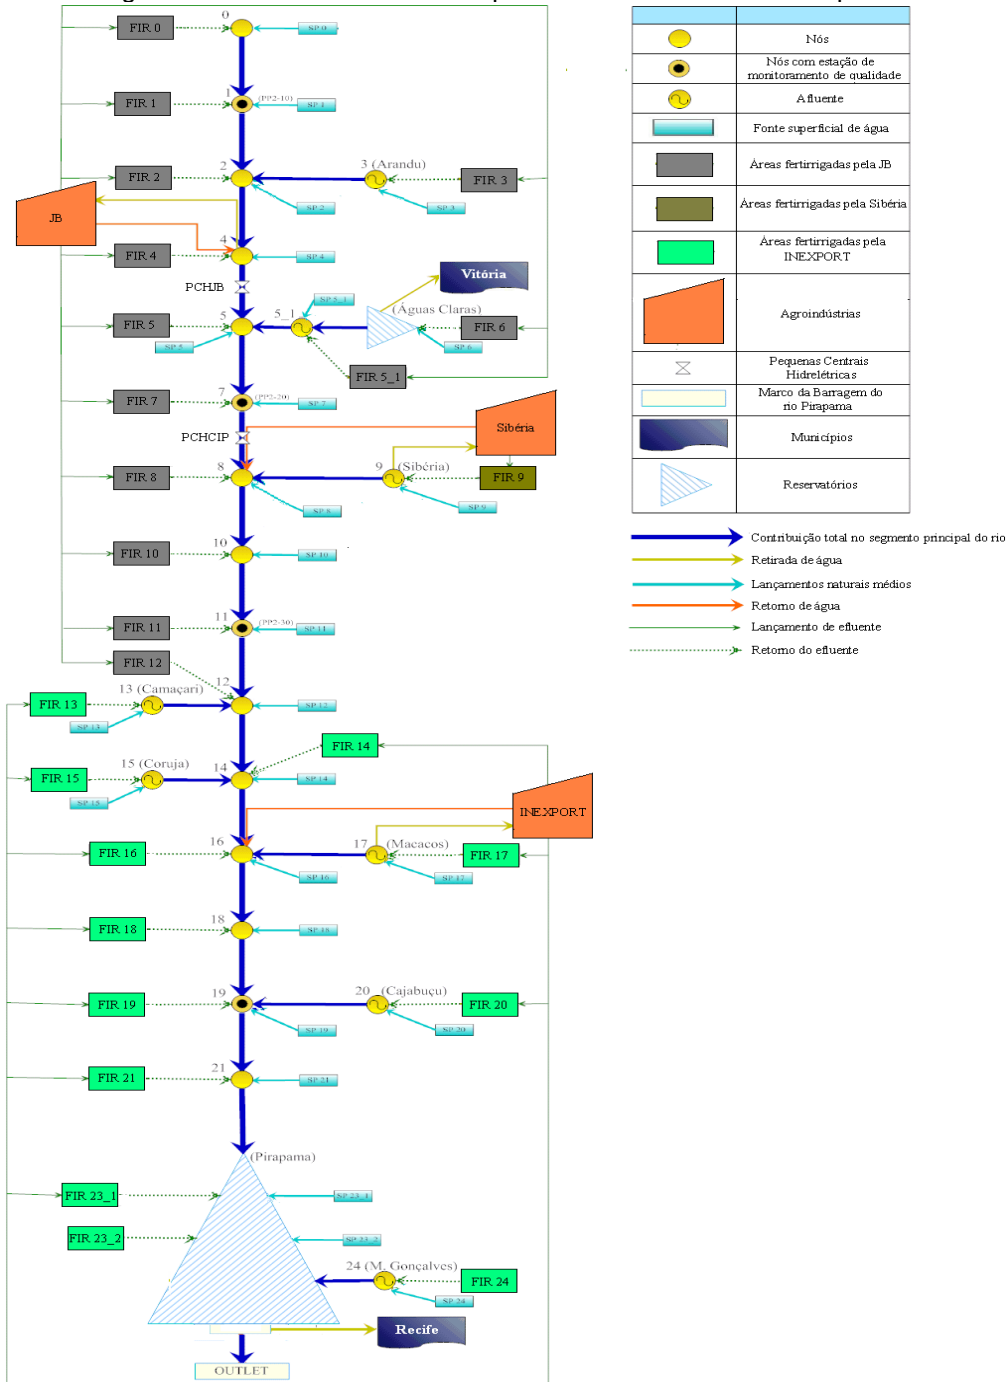 FIR 0
0
SP 0
FIR 1
1
(PP2-10)
SP 1
FIR 2
2
SP 2
3 (Arandu)
FIR 3
SP 3
JB
FIR 4
4
SP 4
PCHJB
Vitória
FIR 5
5
SP 5
5_1
SP 5_1
(Águas Claras)
FIR 6
SP 6
FIR 5_1
FIR 7
7
(PP2-20)
SP 7
PCHCIP
Sibéria
FIR 8
8
SP 8
9
(Sibéria)
FIR 9
SP 9
FIR 10
10
SP 10
FIR 11
11
(PP2-30)
SP 11
FIR 12
12
SP 12
FIR 13
13 (Camaçari)
SP 13
FIR 14
14
SP 14
FIR 15
15 (Coruja)
SP 15
INEXPORT
FIR 16
16
SP 16
17
(Macacos)
FIR 17
SP 17
FIR 18
18
SP 18
FIR 19
19
SP 19
20
(Cajabuçu)
FIR 20
SP 20
FIR 21
21
SP 21
(Pirapama)
FIR 23_1
SP 23_1
FIR 23_2
SP 23_2
24 (M. Gonçalves)
FIR 24
SP 24
Recife
OUTLET
Nós
Nós com estação de
monitoramento de qualidade
Afluente
Fonte superficial de água
Áreas fertirrigadas pela JB
Áreas fertirrigadas pela Sibéria
Áreas fertirrigadas pela
INEXPORT
Agroindústrias
Pequenas Centrais
Hidrelétricas
Marco da Barragem do
rio Pirapama
Municípios
Reservatórios
Contribuição total no segmento principal do rio
Retirada de água
Lançamentos naturais médios
Retorno de água
Lançamento de efluente
Retorno do efluente